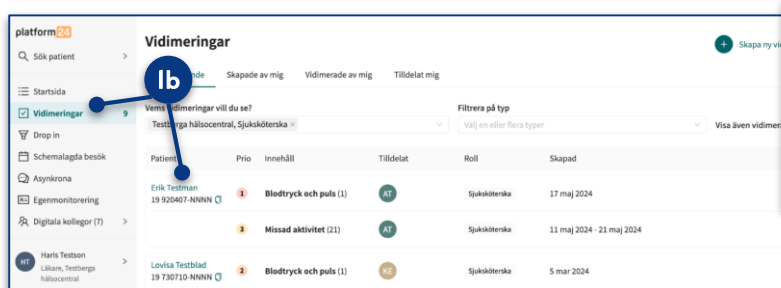 platform24
Sök patient
Startsida
Vidimeringar 9
Drop in
Schemalagda besök
Asynkrona
Egenmonitorering
Digitala kollegor (7)
HT
Haris Testson
Läkare, Testberga
hälsocentral
Vidimeringar
Skapa ny vi
1b
nde Skapade av mig Vidimerade av mig Tilldelat mig
Vems vidimeringar vill du se? Filtrera på typ
Testberga hälsocentral, Sjuksköterska × Välj en eller flera typer Visa även vidimera
Patient Prio Innehåll Tilldelat Roll Skapad
Erik Testman
19 920407-NNNN 1 Blodtryck och puls (1) AT Sjuksköterska 17 maj 2024
3 Missad aktivitet (21) AT Sjuksköterska 11 maj 2024 - 21 maj 2024
Lovisa Testblad
19 730710-NNNN 2 Blodtryck och puls (1) KE Sjuksköterska 5 mar 2024